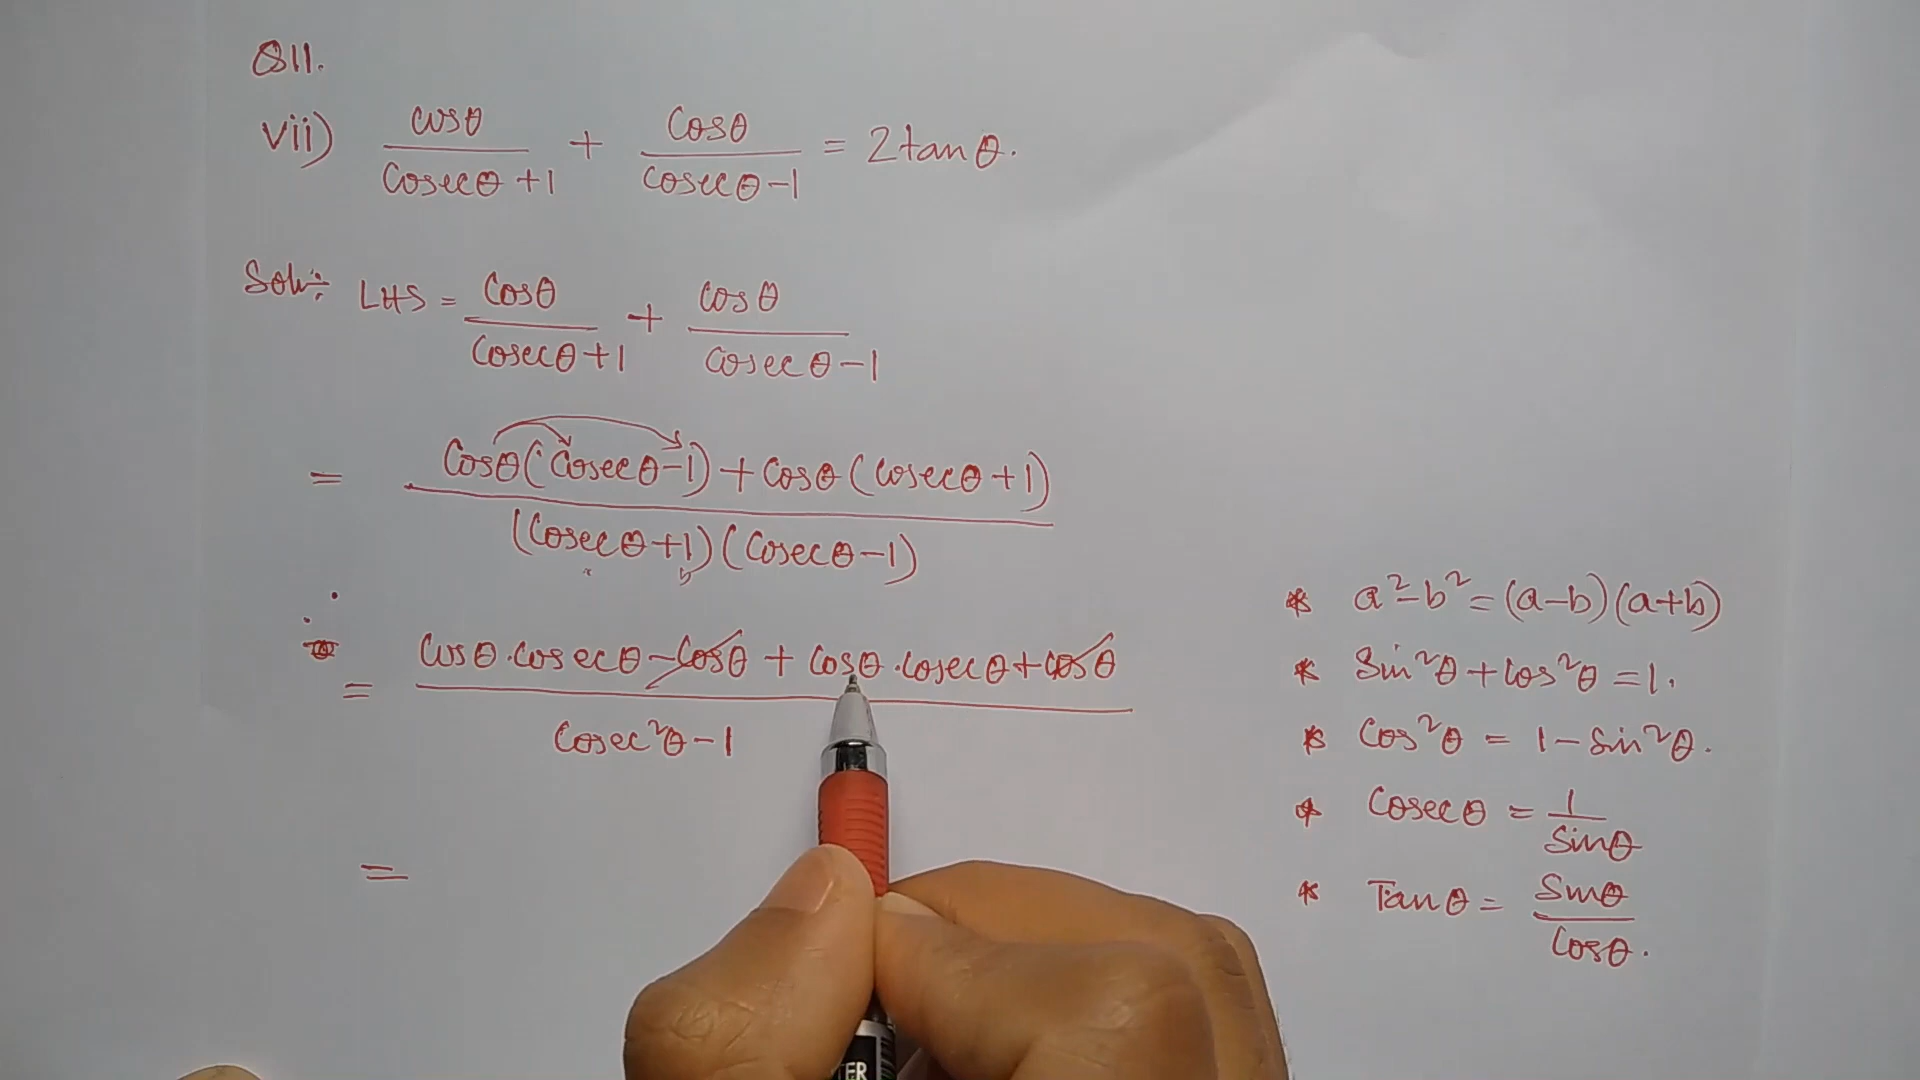 Q11.
vii) cosθ/(Cosecθ+1) + Cosθ/(cosecθ-1) = 2tanθ.
Soln:- LHS = Cosθ/(Cosecθ+1) + cosθ/(cosecθ-1)
= (Cosθ(Cosecθ-1) + Cosθ(Cosecθ+1))/((Cosecθ+1)(Cosecθ-1))
= (Cosθ.cosecθ - Cosθ + Cosθ.Cosecθ + Cosθ)/(Cosec²θ-1)
=
* a²-b² = (a-b)(a+b)
* Sin²θ + Cos²θ = 1.
* Cos²θ = 1 - Sin²θ.
* Cosecθ = 1/Sinθ
* Tanθ = Sinθ/Cosθ.
ER